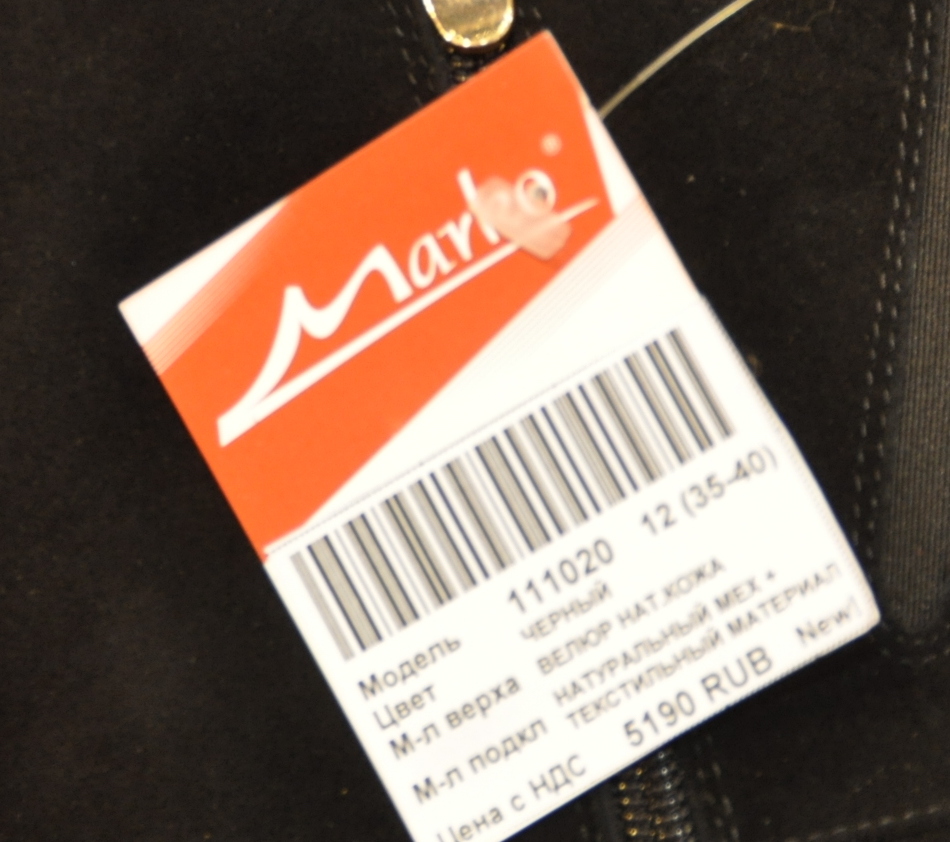 Marko
Модель 111020 12 (35-40)
Цвет ЧЕРНЫЙ
М-л верха ВЕЛЮР НАТ.КОЖА
М-л подкл НАТУРАЛЬНЫЙ МЕХ +
ТЕКСТИЛЬНЫЙ МАТЕРИАЛ
Цена с НДС 5190 RUB New!